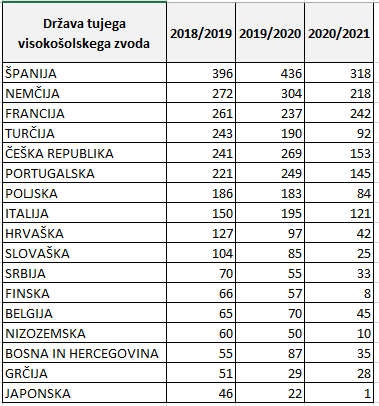 Država tujega
visokošolskega zvoda 2018/2019 2019/2020 2020/2021
ŠPANIJA 396 436 318
NEMČIJA 272 304 218
FRANCIJA 261 237 242
TURČIJA 243 190 92
ČEŠKA REPUBLIKA 241 269 153
PORTUGALSKA 221 249 145
POLJSKA 186 183 84
ITALIJA 150 195 121
HRVAŠKA 127 97 42
SLOVAŠKA 104 85 25
SRBIJA 70 55 33
FINSKA 66 57 8
BELGIJA 65 70 45
NIZOZEMSKA 60 50 10
BOSNA IN HERCEGOVINA 55 87 35
GRČIJA 51 29 28
JAPONSKA 46 22 1